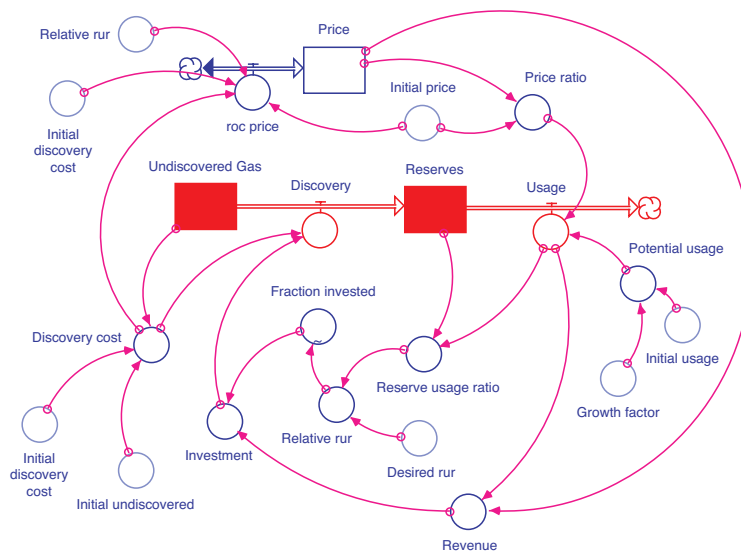 Relative rur
Price
Initial
discovery
cost
roc price
Initial price
Price ratio
Undiscovered Gas
Discovery
Reserves
Usage
Potential usage
Fraction invested
~
Discovery cost
Initial usage
Reserve usage ratio
Growth factor
Investment
Relative rur
Desired rur
Initial
discovery
cost
Initial undiscovered
Revenue